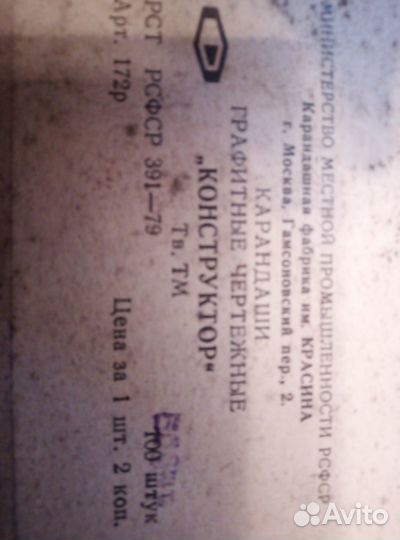 МИНИСТЕРСТВО МЕСТНОЙ ПРОМЫШЛЕННОСТИ РСФСР
Карандашная фабрика им. КРАСИНА
г. Москва, Гамсоновский пер., 2.
КАРАНДАШИ
ГРАФИТНЫЕ ЧЕРТЕЖНЫЕ
„КОНСТРУКТОР“
Тв. ТМ
РСТ РСФСР 391—79
100 штук
Арт. 172р
Цена за 1 шт. 2 коп.
Avito